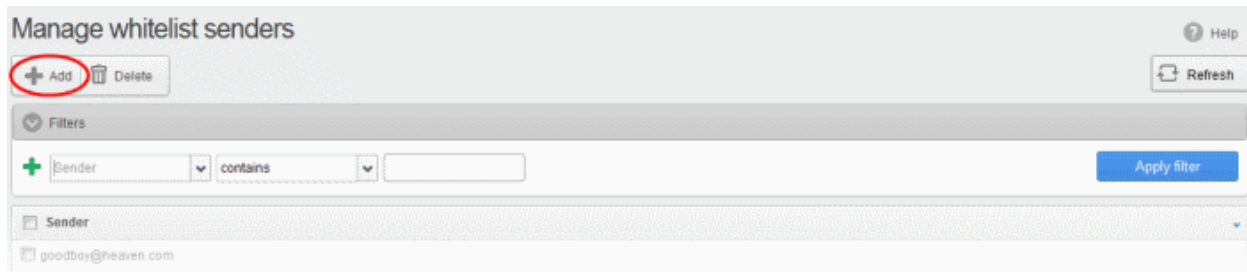 Manage whitelist senders
Help
Add Delete
Refresh
Filters
Sender contains
Apply filter
Sender
goodboy@heaven.com